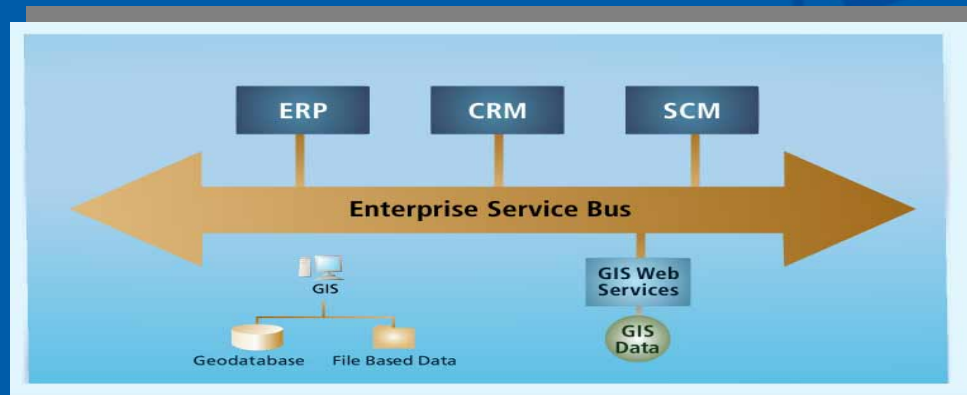 ERP
CRM
SCM
Enterprise Service Bus
GIS
Geodatabase
File Based Data
GIS Web
Services
GIS
Data